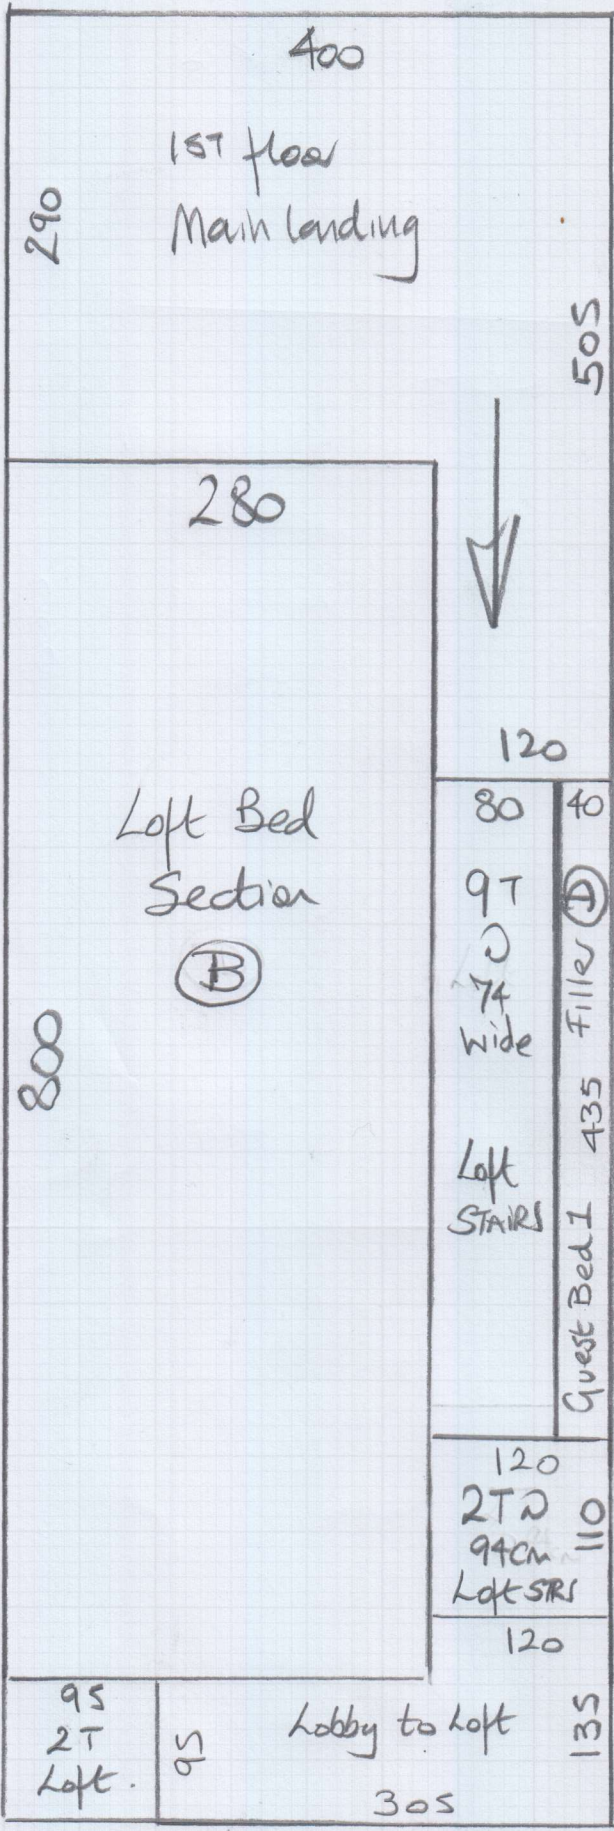 400
1ST floor
Main landing
290
505
280
120
Loft Bed
Section
B
800
80
9T
74
wide
Loft
STAIRS
40
Guest Bed 1 435 Filler D
120
2T
94cm
Loft STRS
110
120
135
95
2T
Loft.
95
Lobby to Loft
305